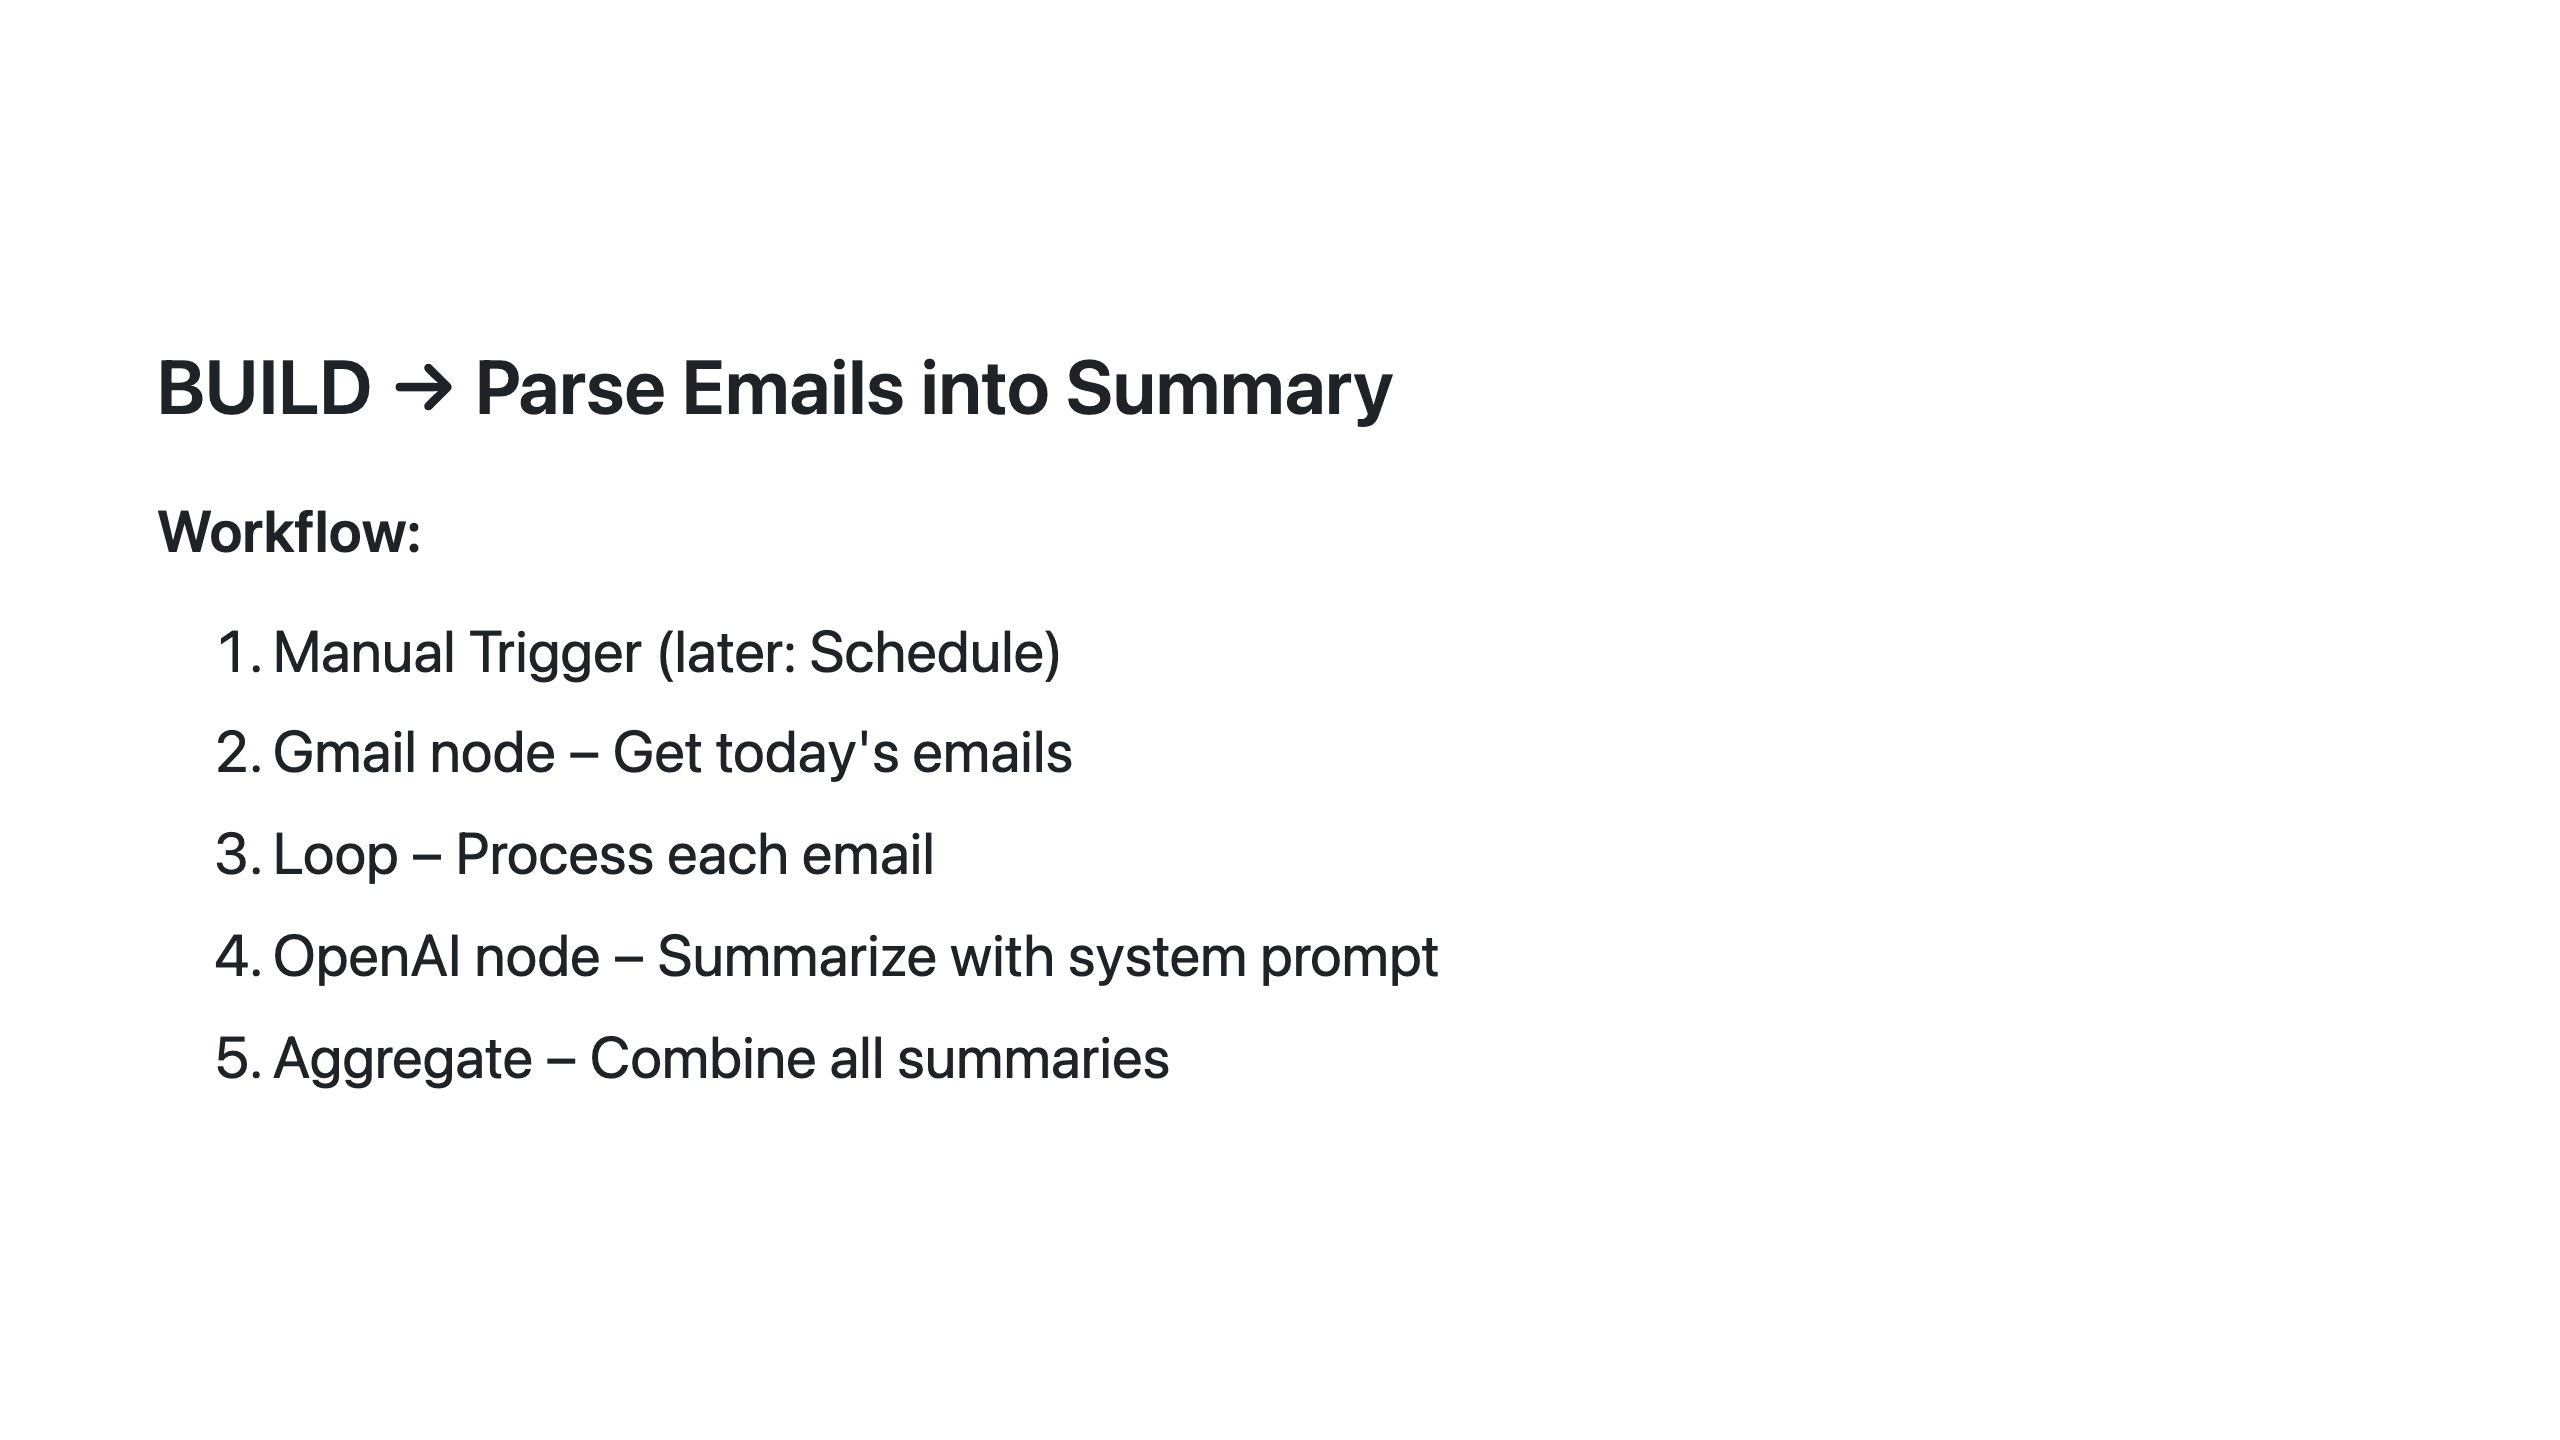 BUILD → Parse Emails into Summary
Workflow:
1. Manual Trigger (later: Schedule)
2. Gmail node – Get today's emails
3. Loop – Process each email
4. OpenAI node – Summarize with system prompt
5. Aggregate – Combine all summaries